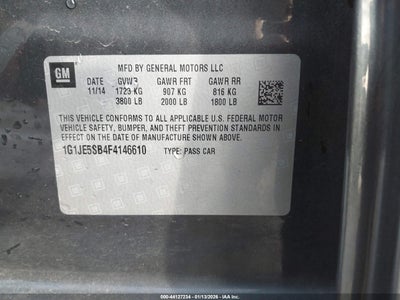 GM
MFD BY GENERAL MOTORS LLC
DATE GVWR GAWR FRT GAWR RR
11/14 1723 KG 907 KG 816 KG
3800 LB 2000 LB 1800 LB
THIS VEHICLE CONFORMS TO ALL APPLICABLE U.S. FEDERAL MOTOR
VEHICLE SAFETY, BUMPER, AND THEFT PREVENTION STANDARDS IN
EFFECT ON THE DATE OF MANUFACTURE SHOWN ABOVE.
1G1JE5SB4F4146610 TYPE: PASS CAR
000-44127234 - 01/13/2026 - IAA Holdings, LLC.